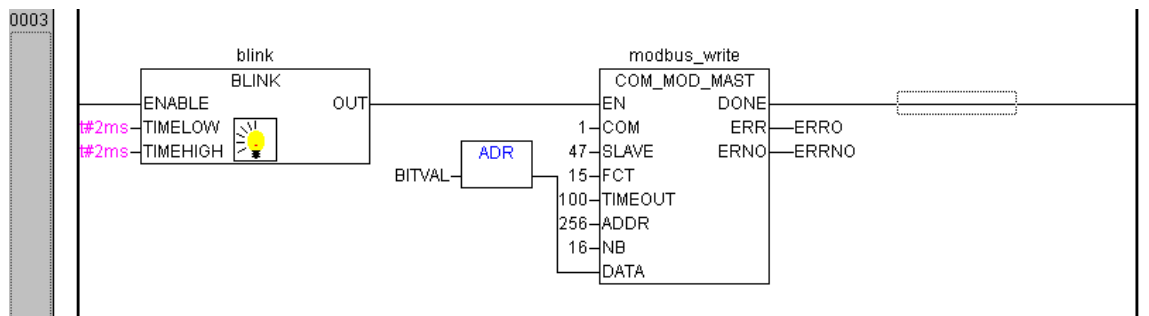 0003
blink
BLINK
ENABLE OUT
t#2ms TIMELOW
t#2ms TIMEHIGH
BITVAL
ADR
modbus_write
COM_MOD_MAST
EN DONE
1 COM ERR ERRO
47 SLAVE ERNO ERRNO
15 FCT
100 TIMEOUT
256 ADDR
16 NB
DATA